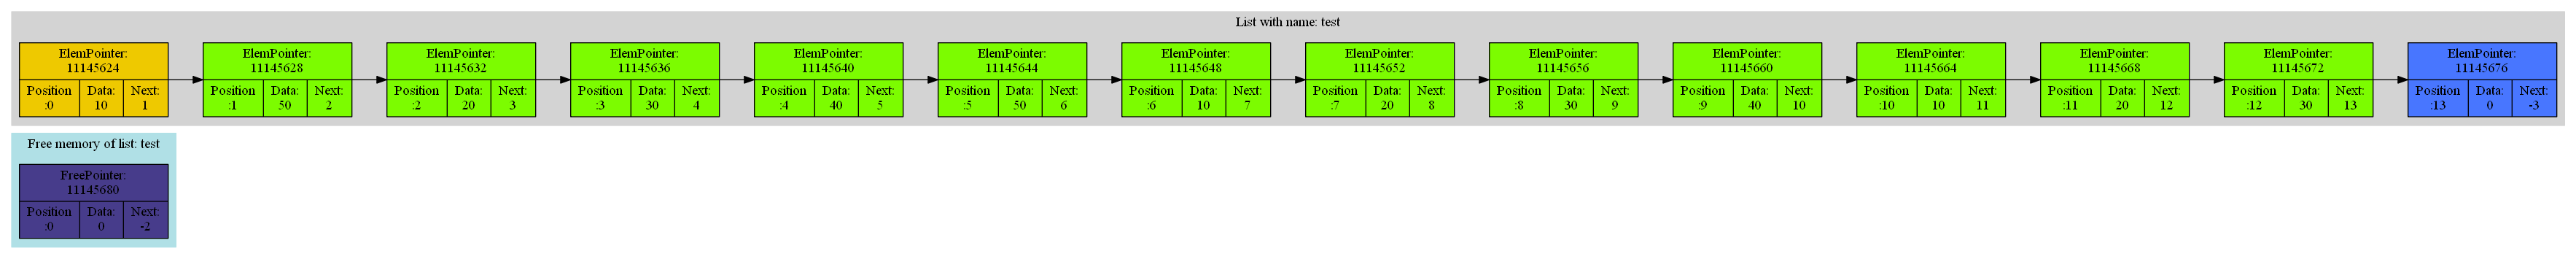 List with name: test
ElemPointer:
11145624
Position
:0
Data:
10
Next:
1
ElemPointer:
11145628
Position
:1
Data:
50
Next:
2
ElemPointer:
11145632
Position
:2
Data:
20
Next:
3
ElemPointer:
11145636
Position
:3
Data:
30
Next:
4
ElemPointer:
11145640
Position
:4
Data:
40
Next:
5
ElemPointer:
11145644
Position
:5
Data:
50
Next:
6
ElemPointer:
11145648
Position
:6
Data:
10
Next:
7
ElemPointer:
11145652
Position
:7
Data:
20
Next:
8
ElemPointer:
11145656
Position
:8
Data:
30
Next:
9
ElemPointer:
11145660
Position
:9
Data:
40
Next:
10
ElemPointer:
11145664
Position
:10
Data:
10
Next:
11
ElemPointer:
11145668
Position
:11
Data:
20
Next:
12
ElemPointer:
11145672
Position
:12
Data:
30
Next:
13
ElemPointer:
11145676
Position
:13
Data:
0
Next:
-3
Free memory of list: test
FreePointer:
11145680
Position
:0
Data:
0
Next:
-2